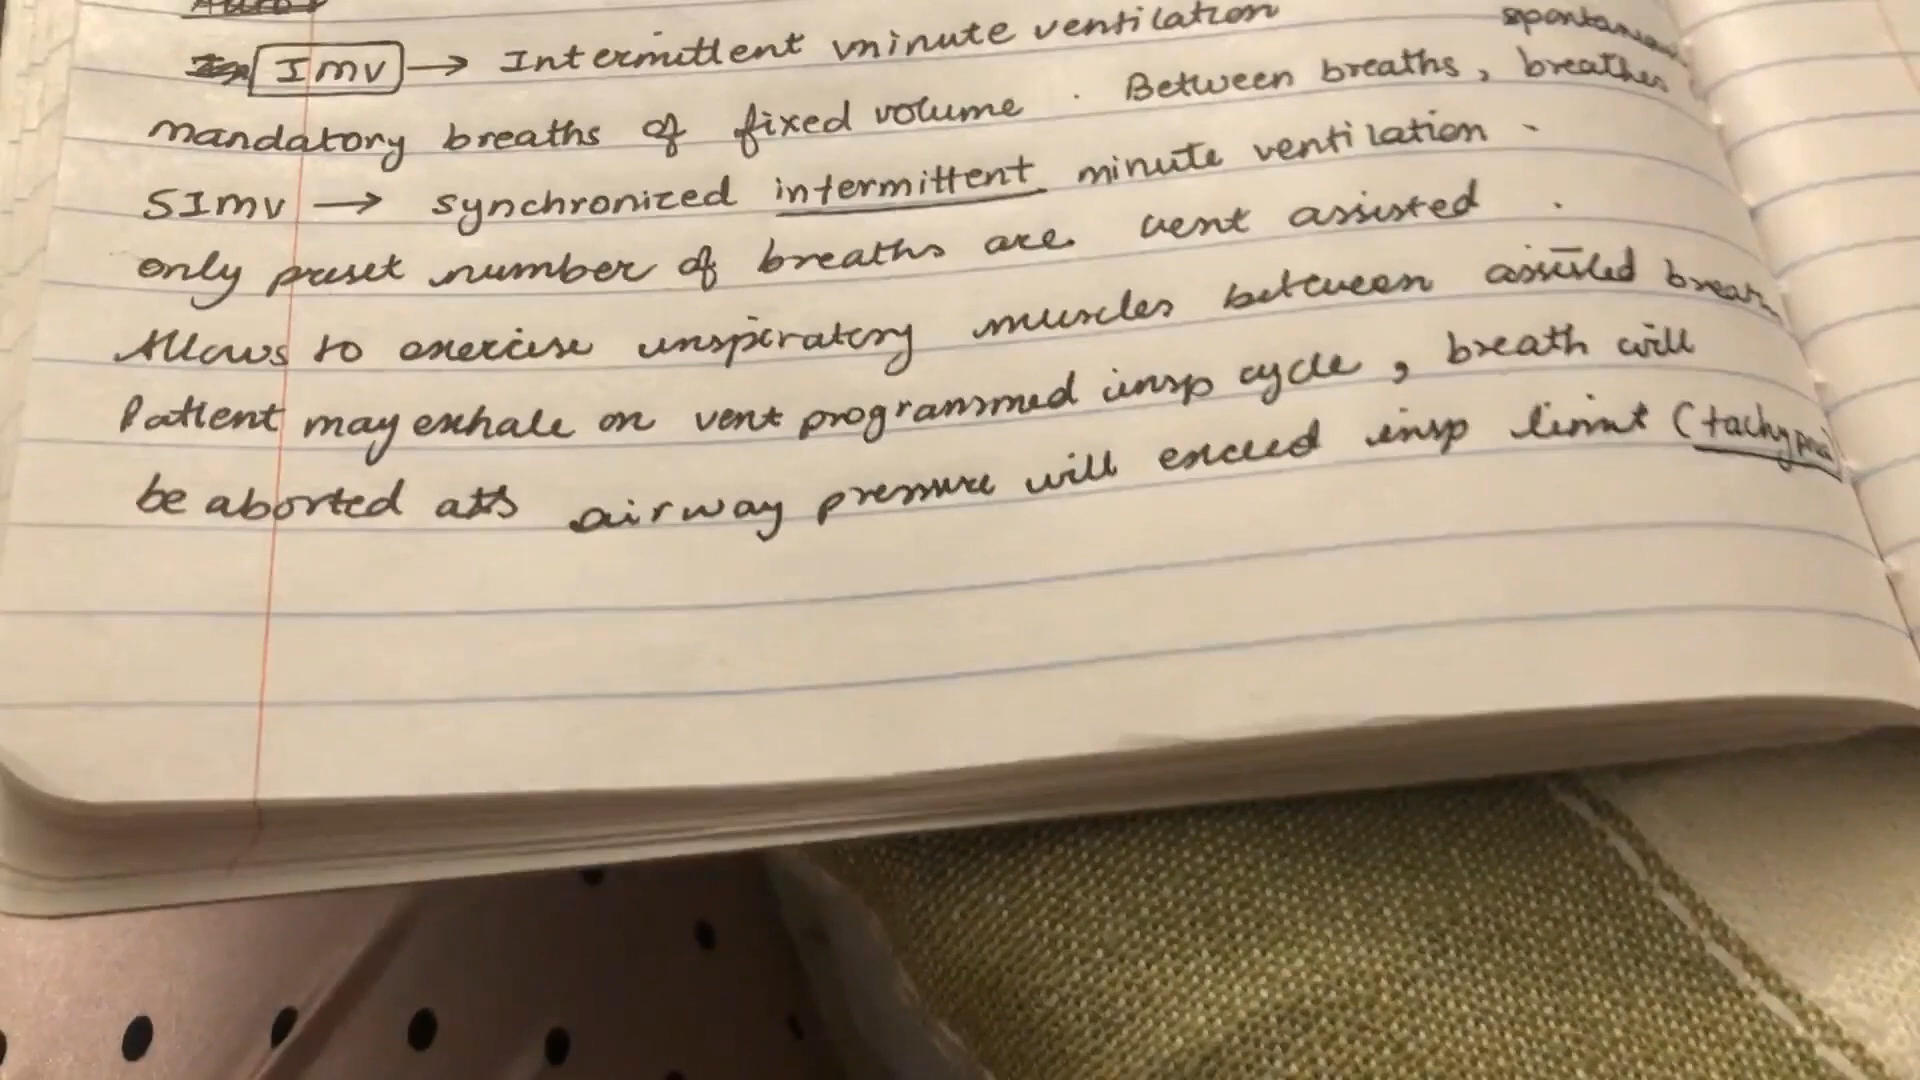 IMV → Intermittent minute ventilation
mandatory breaths of fixed volume. Between breaths, breathes
SIMV → synchronized intermittent minute ventilation.
only preset number of breaths are vent assisted.
Allows to exercise inspiratory muscles between assisted
Patient may exhale on vent programmed insp cycle, breath will
be aborted as airway pressure will exceed insp limit (